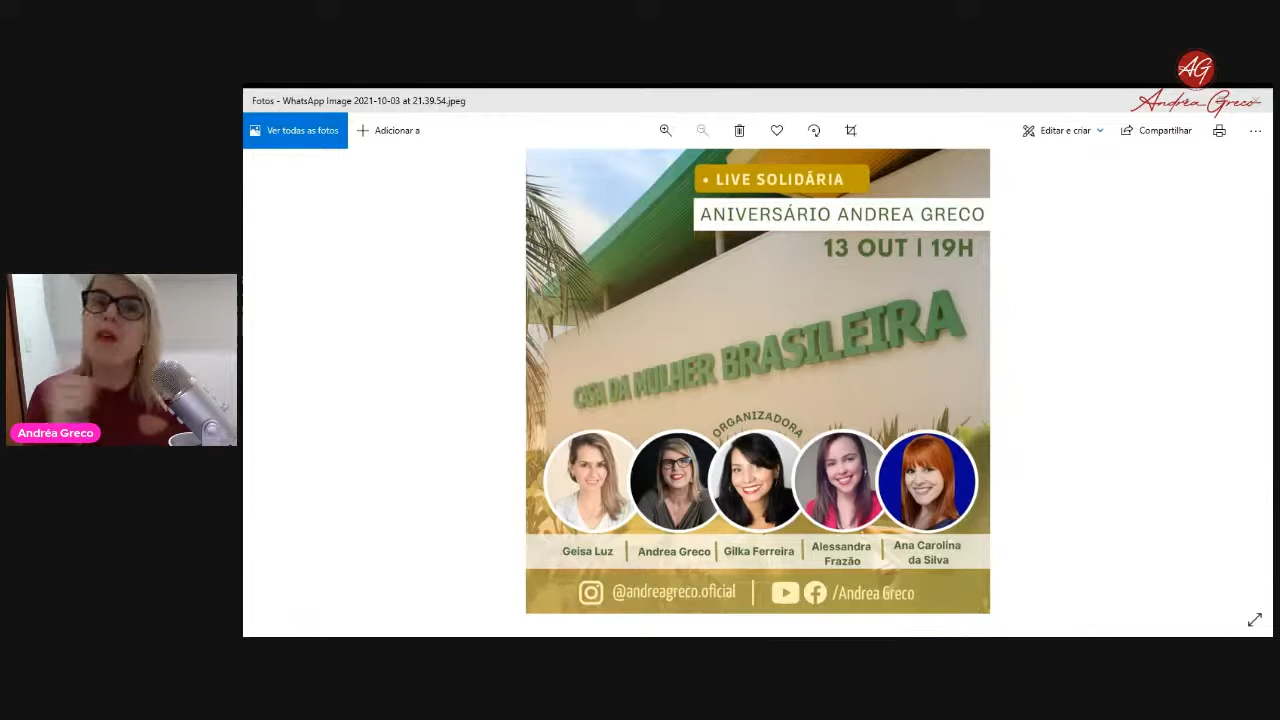 AG
Andréa Greco
Fotos - WhatsApp Image 2021-10-03 at 21.39.54.jpeg
Ver todas as fotos
Adicionar a
Editar e criar
Compartilhar
• LIVE SOLIDÁRIA
ANIVERSÁRIO ANDREA GRECO
13 OUT | 19H
CASA DA MULHER BRASILEIRA
ORGANIZADORA
Geisa Luz | Andrea Greco | Gilka Ferreira | Alessandra Frazão | Ana Carolina da Silva
@andreagreco.oficial | /Andrea Greco
Andréa Greco